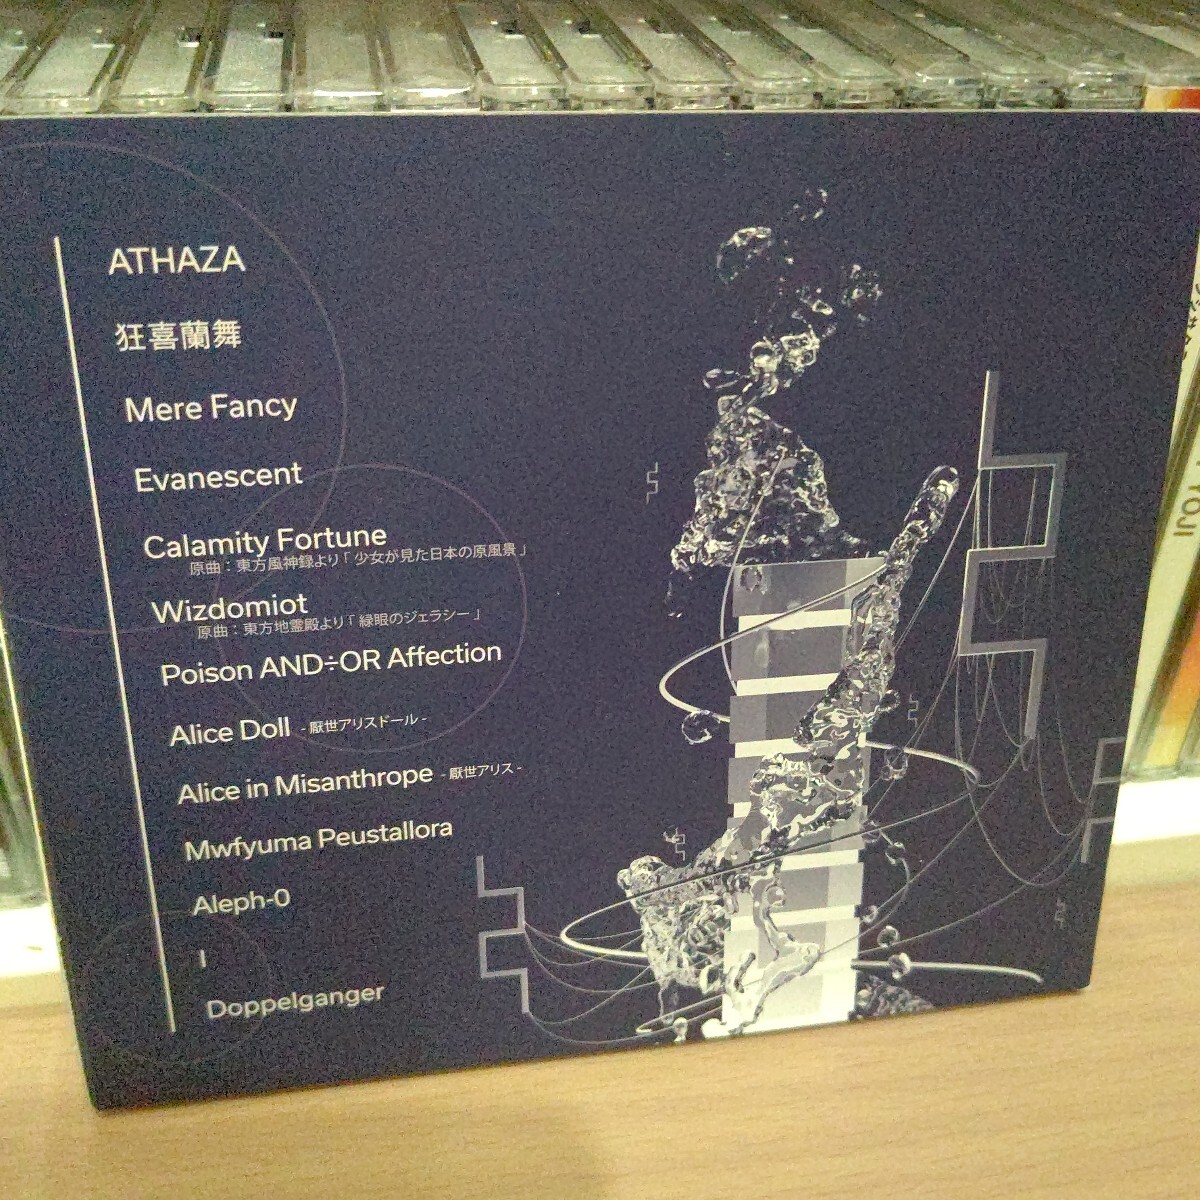 ATHAZA
狂喜蘭舞
Mere Fancy
Evanescent
Calamity Fortune
原曲：東方風神録より「 少女が見た日本の原風景 」
Wizdomiot
原曲：東方地霊殿より「 緑眼のジェラシー 」
Poison AND÷OR Affection
Alice Doll - 厭世アリスドール -
Alice in Misanthrope - 厭世アリス -
Mwfyuma Peustallora
Aleph-0
I
Doppelganger
YOJI